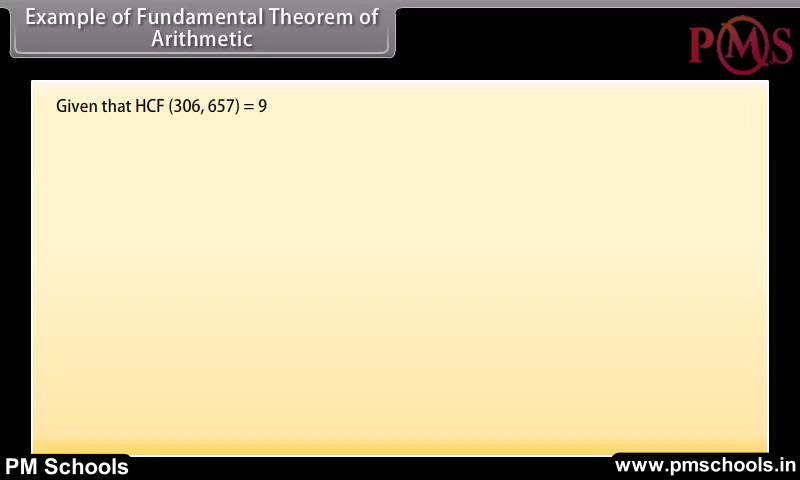 Example of Fundamental Theorem of
Arithmetic
PMS
Given that HCF (306, 657) = 9
PM Schools
www.pmschools.in